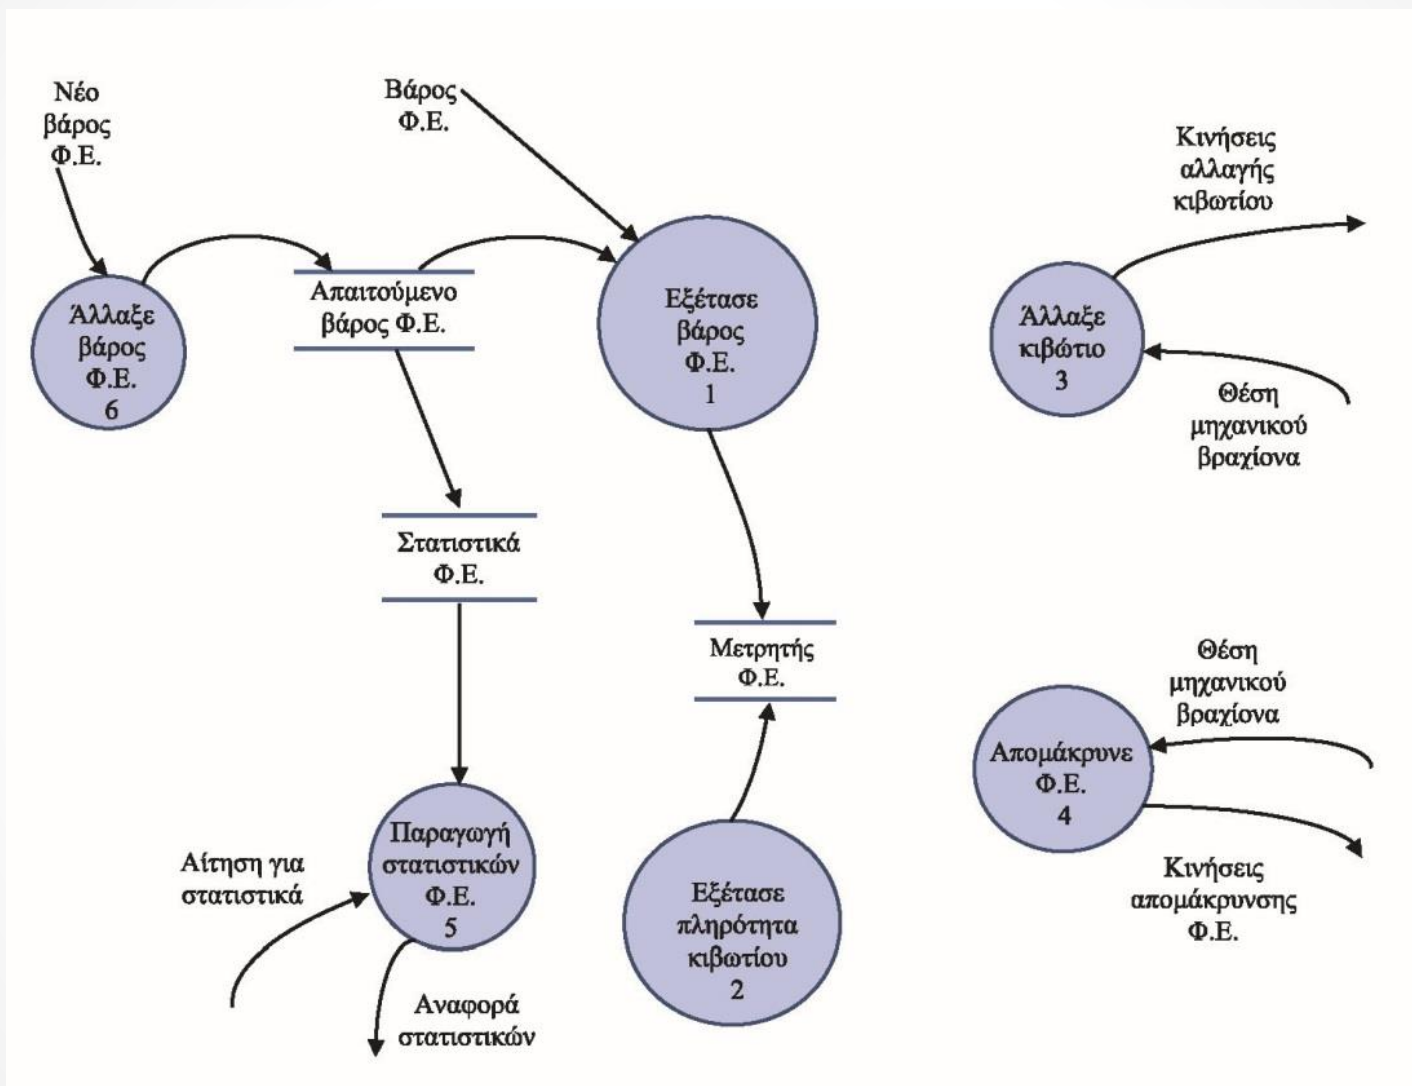 Νέο
βάρος
Φ.Ε.
Βάρος
Φ.Ε.
Κινήσεις
αλλαγής
κιβωτίου
Άλλαξε
βάρος
Φ.Ε.
6
Απαιτούμενο
βάρος Φ.Ε.
Εξέτασε
βάρος
Φ.Ε.
1
Άλλαξε
κιβώτιο
3
Θέση
μηχανικού
βραχίονα
Στατιστικά
Φ.Ε.
Μετρητής
Φ.Ε.
Θέση
μηχανικού
βραχίονα
Απομάκρυνε
Φ.Ε.
4
Κινήσεις
απομάκρυνσης
Φ.Ε.
Αίτηση για
στατιστικά
Παραγωγή
στατιστικών
Φ.Ε.
5
Εξέτασε
πληρότητα
κιβωτίου
2
Αναφορά
στατιστικών